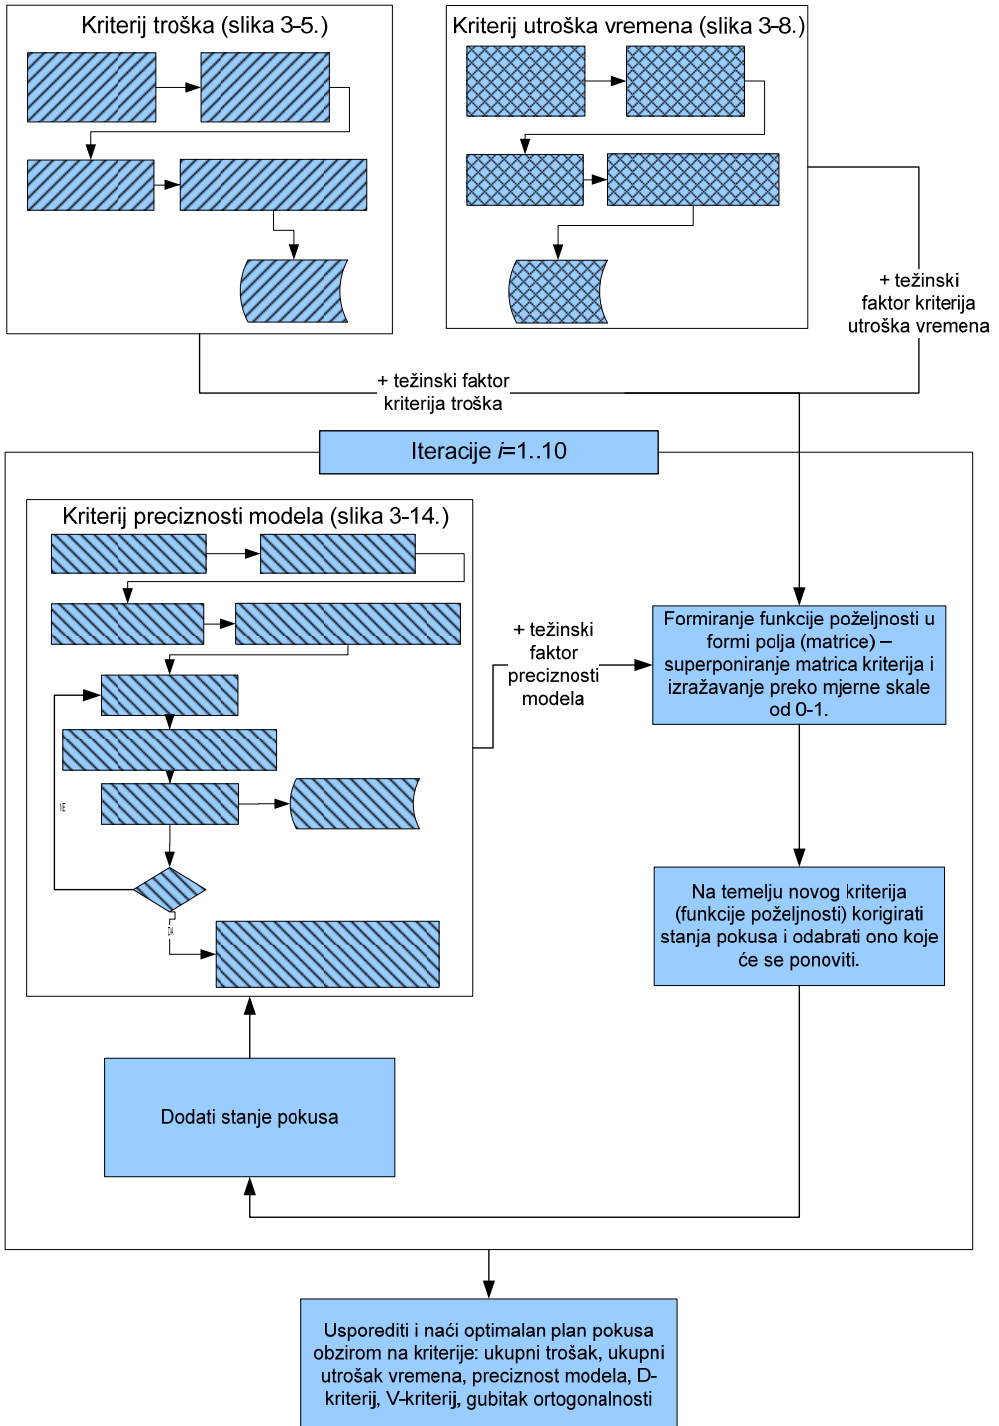 Kriterij troška (slika 3-5.)
Kriterij utroška vremena (slika 3-8.)
+ težinski
faktor kriterija
utroška vremena
+ težinski faktor
kriterija troška
Iteracije i=1..10
Kriterij preciznosti modela (slika 3-14.)
+ težinski
faktor
preciznosti
modela
Formiranje funkcije poželjnosti u
formi polja (matrice) –
superponiranje matrica kriterija i
izražavanje preko mjerne skale
od 0-1.
NE
DA
Na temelju novog kriterija
(funkcije poželjnosti) korigirati
stanja pokusa i odabrati ono koje
će se ponoviti.
Dodati stanje pokusa
Usporediti i naći optimalan plan pokusa
obzirom na kriterije: ukupni trošak, ukupni
utrošak vremena, preciznost modela, D-
kriterij, V-kriterij, gubitak ortogonalnosti